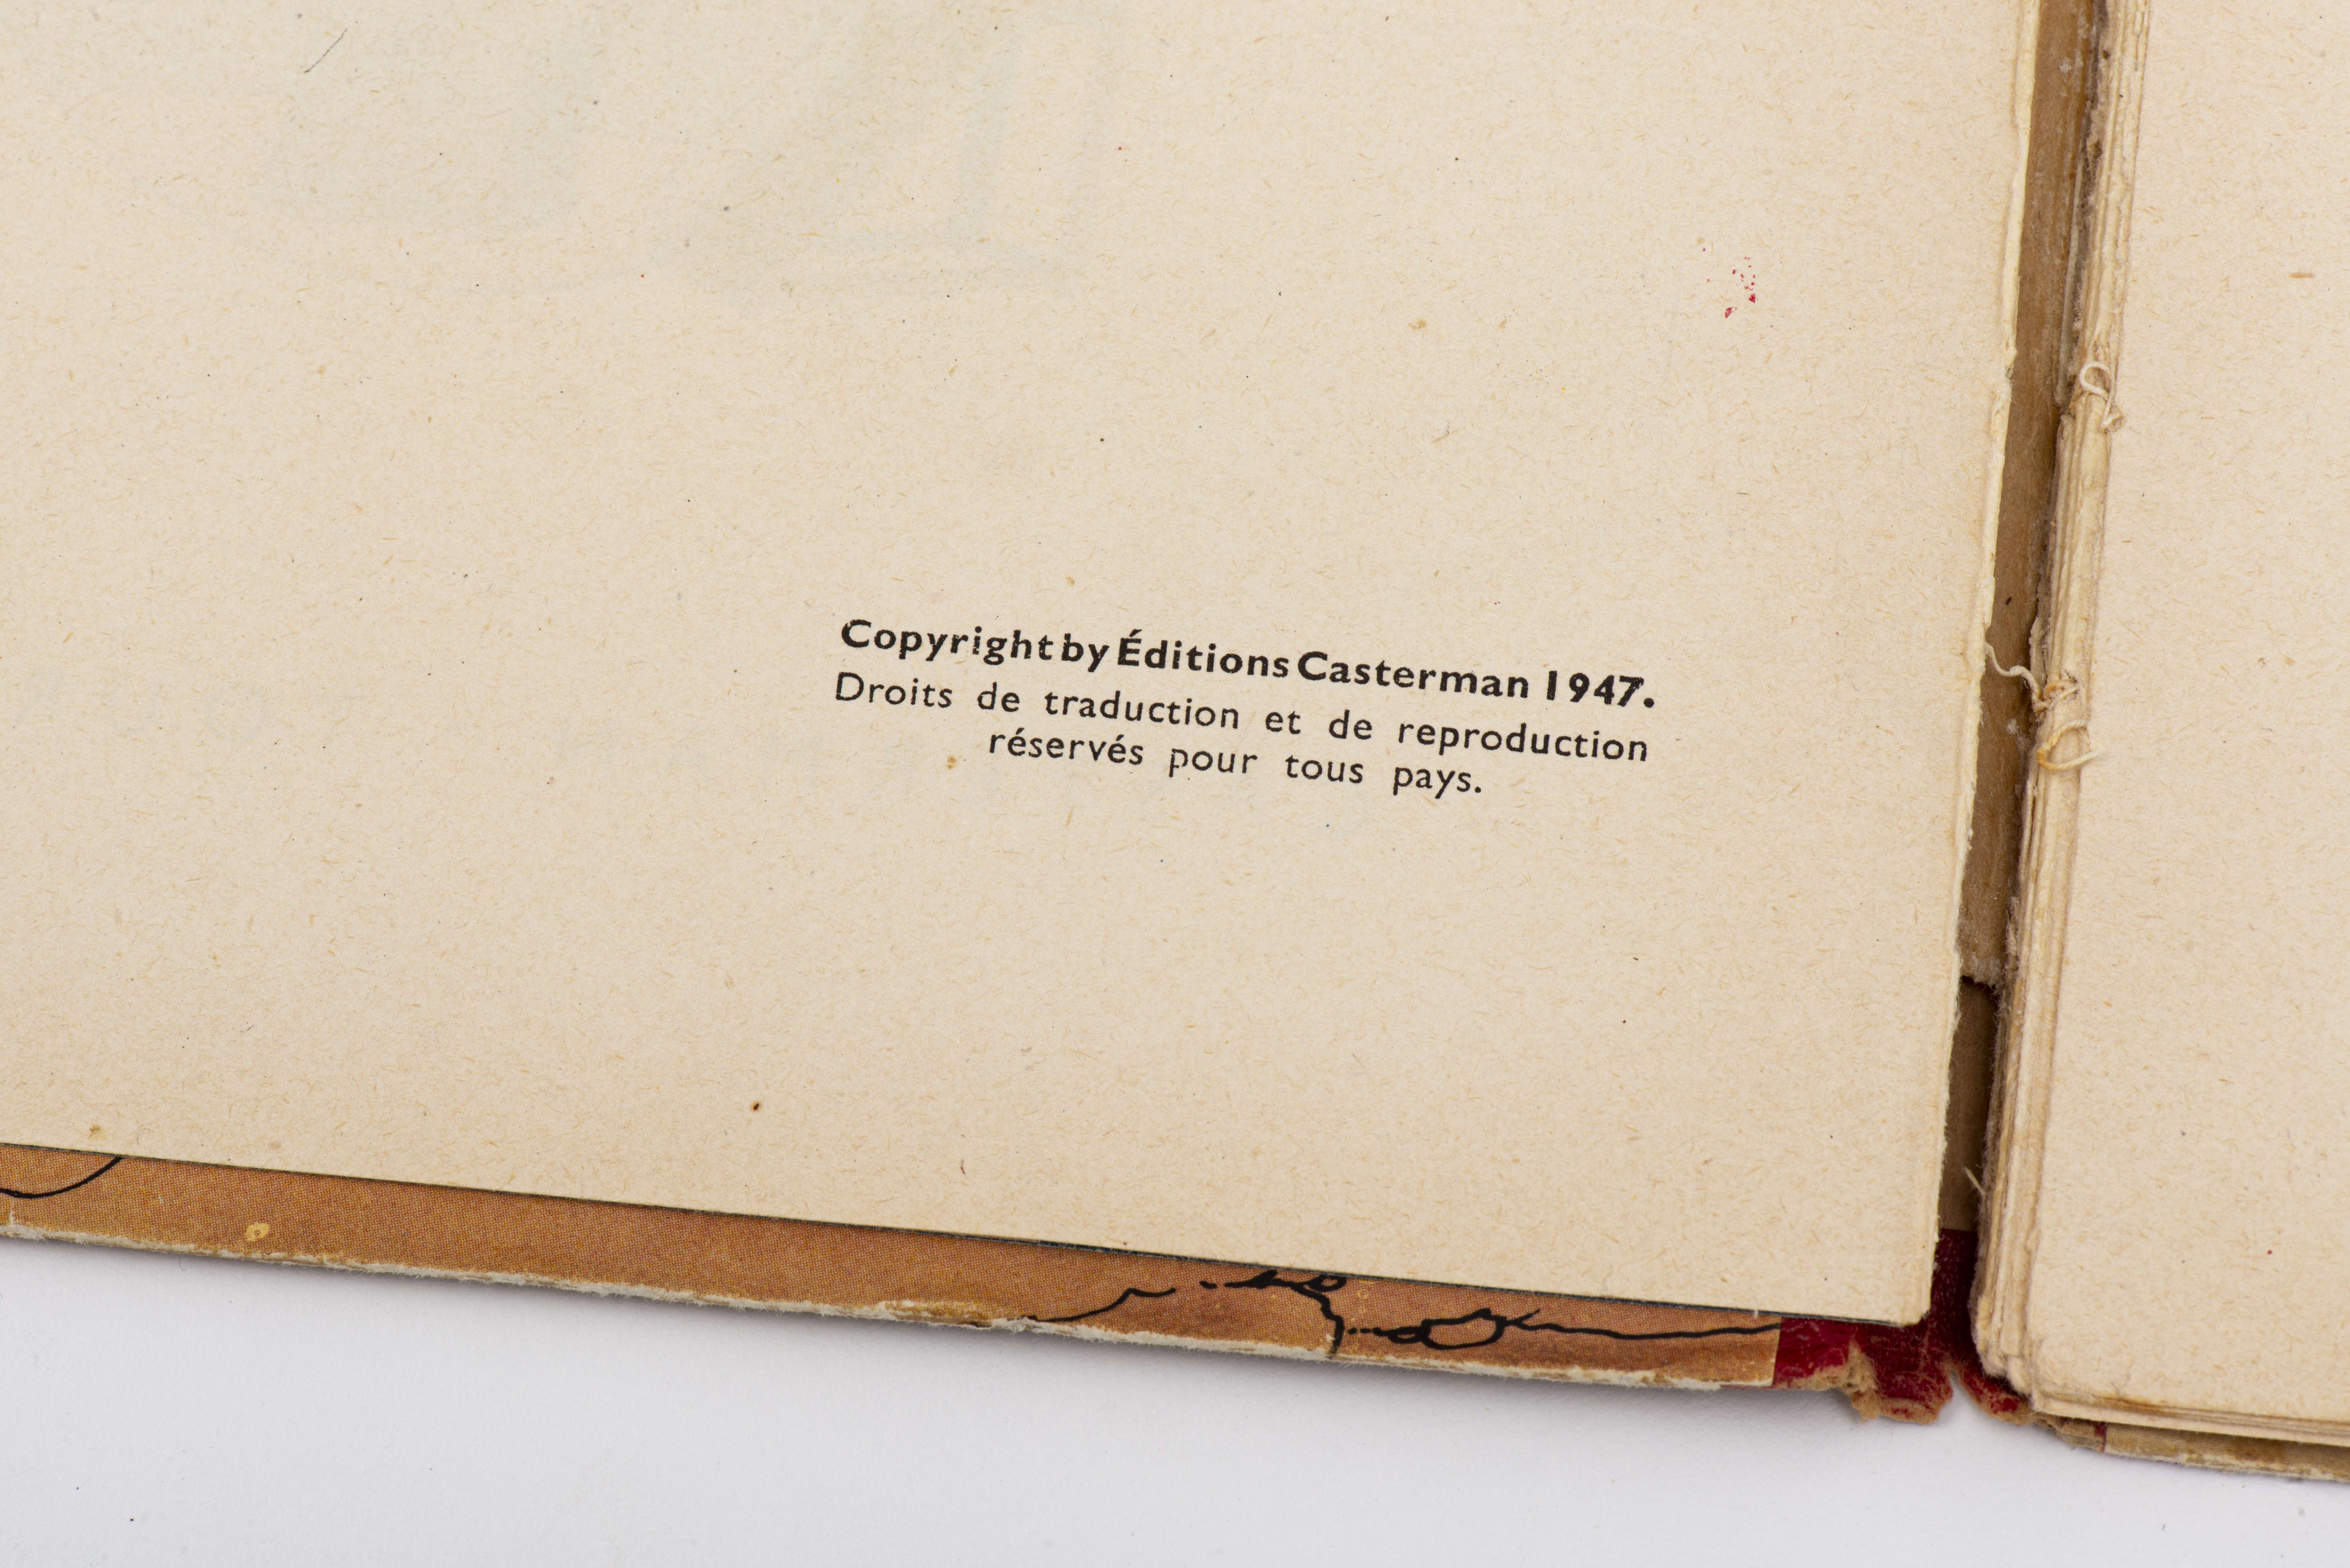 Copyright by Éditions Casterman 1947.
Droits de traduction et de reproduction
réservés pour tous pays.